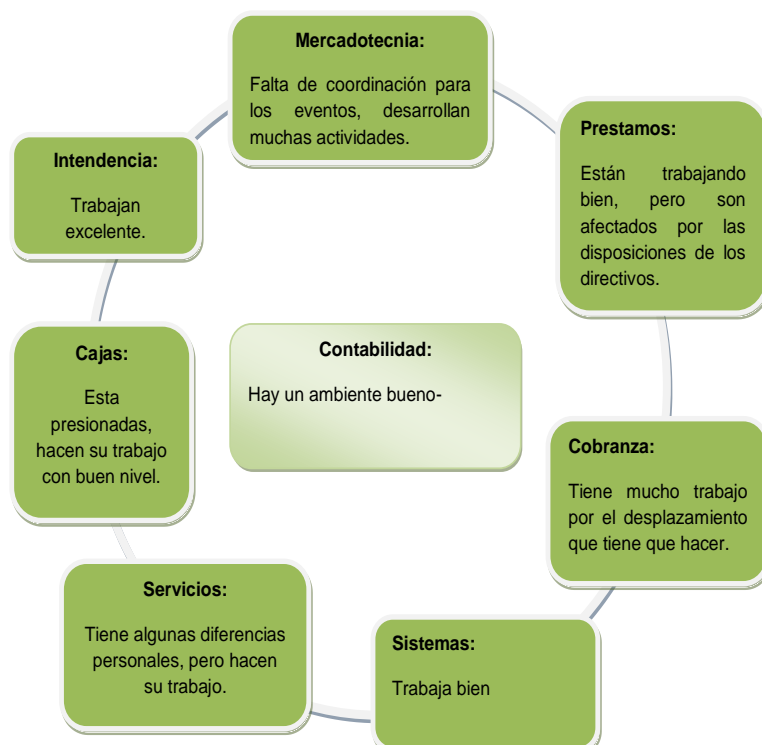 Mercadotecnia:
Falta de coordinación para
los eventos, desarrollan
muchas actividades.
Prestamos:
Están trabajando
bien, pero son
afectados por las
disposiciones de los
directivos.
Intendencia:
Trabajan
excelente.
Contabilidad:
Hay un ambiente bueno-
Cajas:
Esta
presionadas,
hacen su trabajo
con buen nivel.
Cobranza:
Tiene mucho trabajo
por el desplazamiento
que tiene que hacer.
Servicios:
Tiene algunas diferencias
personales, pero hacen
su trabajo.
Sistemas:
Trabaja bien